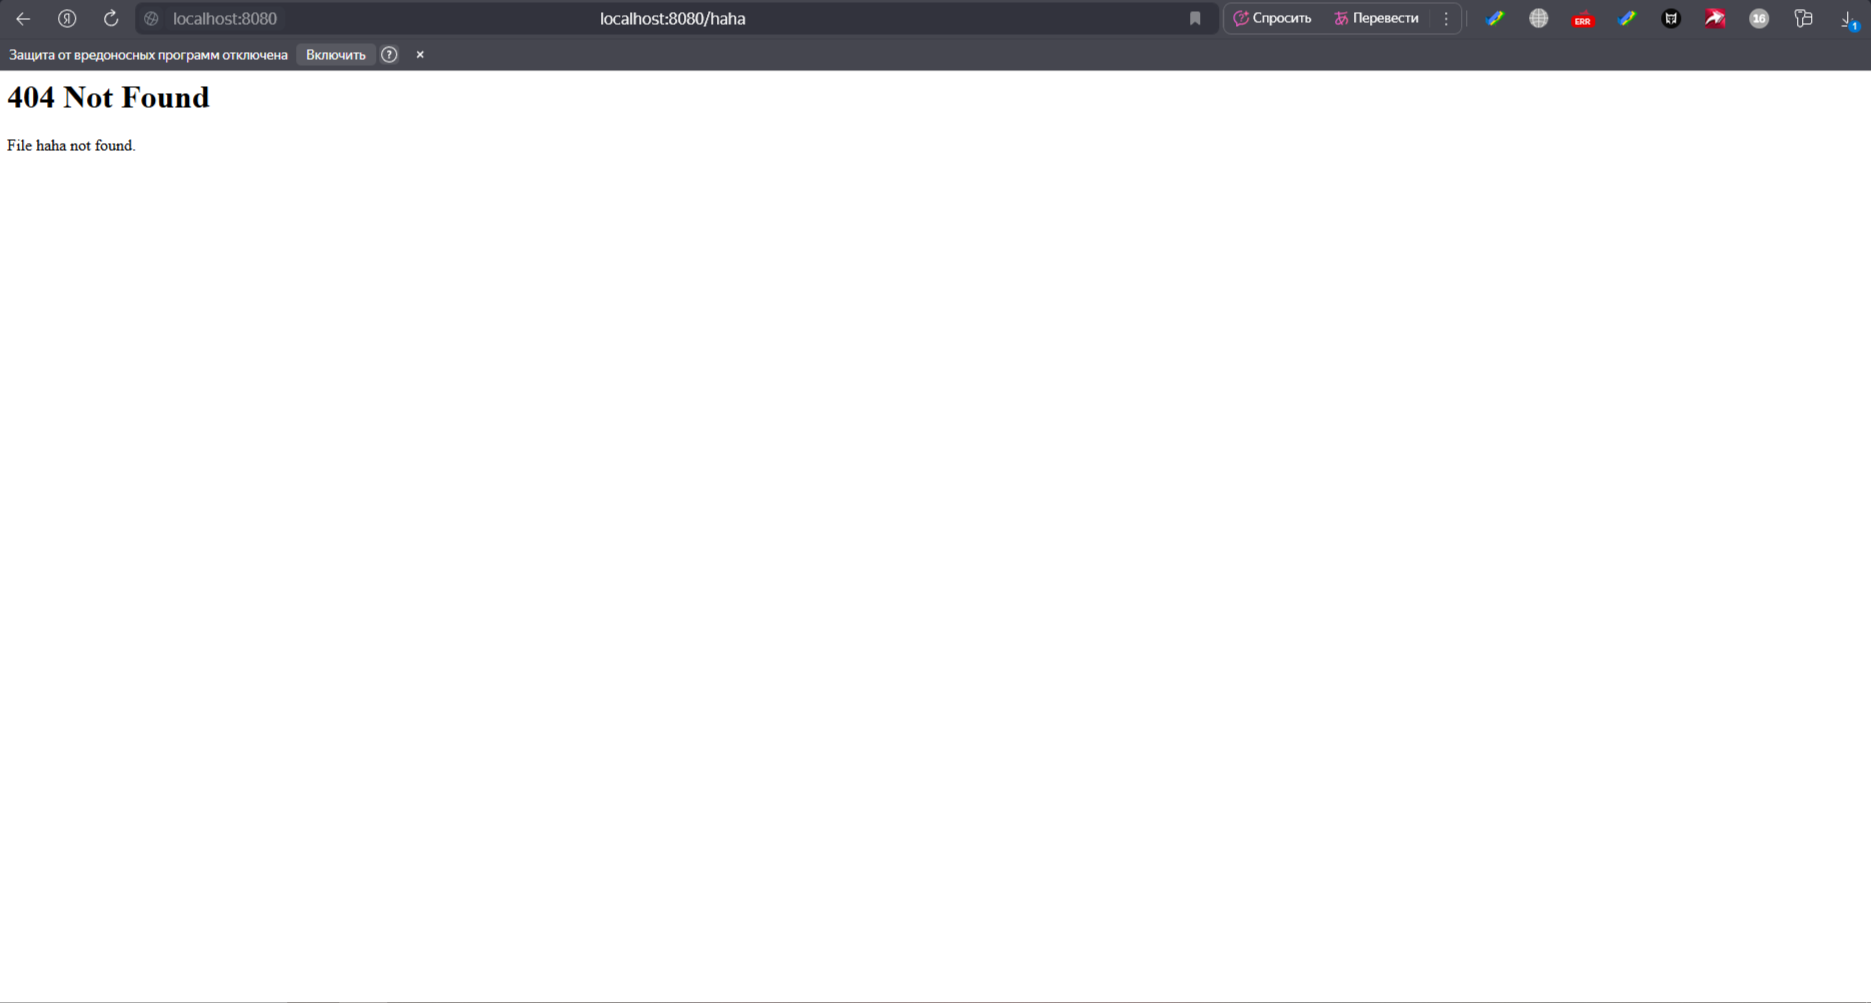 localhost:8080 localhost:8080/haha Спросить Перевести ERR 16 1
Защита от вредоносных программ отключена Включить
404 Not Found
File haha not found.